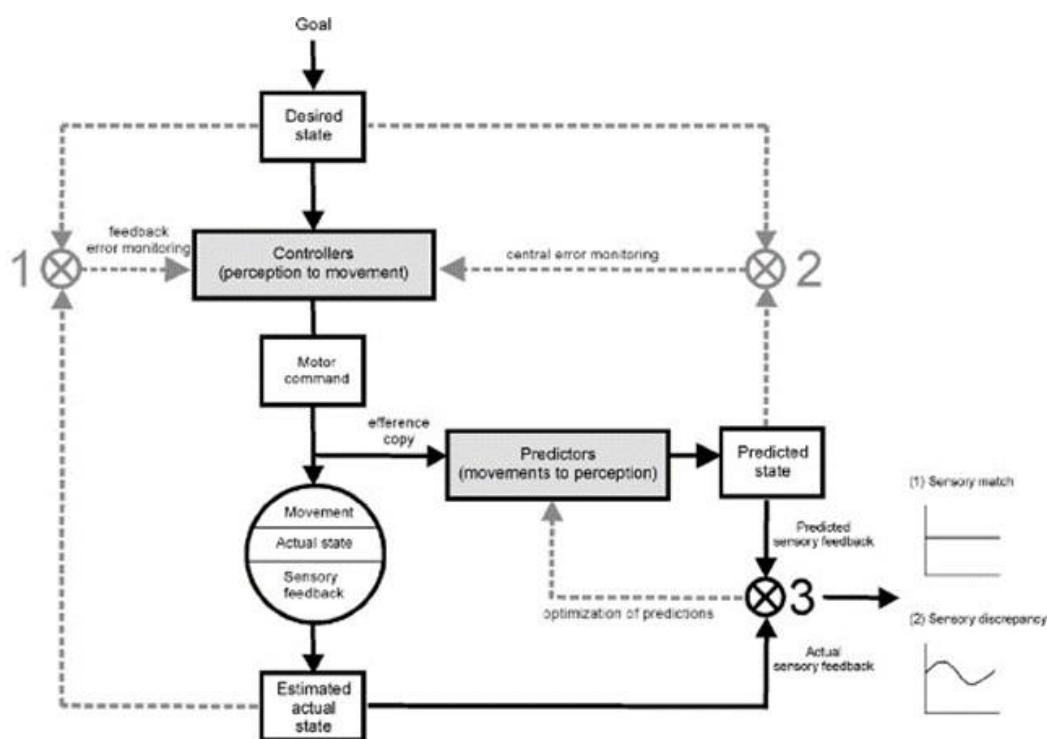 Goal
Desired
state
feedback
error monitoring
1
Controllers
(perception to movement)
central error monitoring
2
Motor
command
efference
copy
Predictors
(movements to perception)
Predicted
state
(1) Sensory match
Movement
Actual state
Sensory
feedback
Predicted
sensory feedback
3
optimization of predictions
(2) Sensory discrepancy
Actual
sensory feedback
Estimated
actual
state